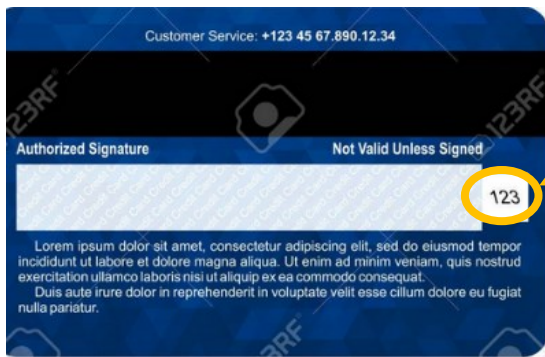 Customer Service: +123 45 67.890.12.34
Authorized Signature Not Valid Unless Signed
123
Lorem ipsum dolor sit amet, consectetur adipiscing elit, sed do eiusmod tempor
incididunt ut labore et dolore magna aliqua. Ut enim ad minim veniam, quis nostrud
exercitation ullamco laboris nisi ut aliquip ex ea commodo consequat.
Duis aute irure dolor in reprehenderit in voluptate velit esse cillum dolore eu fugiat
nulla pariatur.